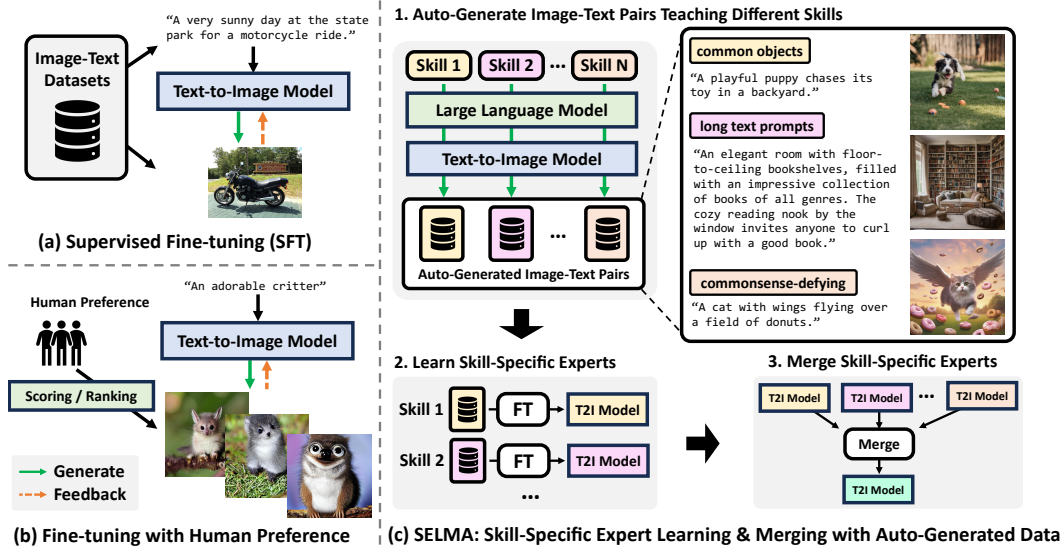 Image-Text
Datasets
“A very sunny day at the state
park for a motorcycle ride.”
Text-to-Image Model
(a) Supervised Fine-tuning (SFT)
Human Preference
“An adorable critter”
Text-to-Image Model
Scoring / Ranking
Generate
Feedback
(b) Fine-tuning with Human Preference
1. Auto-Generate Image-Text Pairs Teaching Different Skills
Skill 1
Skill 2
...
Skill N
Large Language Model
Text-to-Image Model
...
Auto-Generated Image-Text Pairs
common objects
“A playful puppy chases its
toy in a backyard.”
long text prompts
“An elegant room with floor-
to-ceiling bookshelves, filled
with an impressive collection
of books of all genres. The
cozy reading nook by the
window invites anyone to curl
up with a good book.”
commonsense-defying
“A cat with wings flying over
a field of donuts.”
2. Learn Skill-Specific Experts
Skill 1
FT
T2I Model
Skill 2
FT
T2I Model
...
3. Merge Skill-Specific Experts
T2I Model
T2I Model
...
T2I Model
Merge
T2I Model
(c) SELMA: Skill-Specific Expert Learning & Merging with Auto-Generated Data